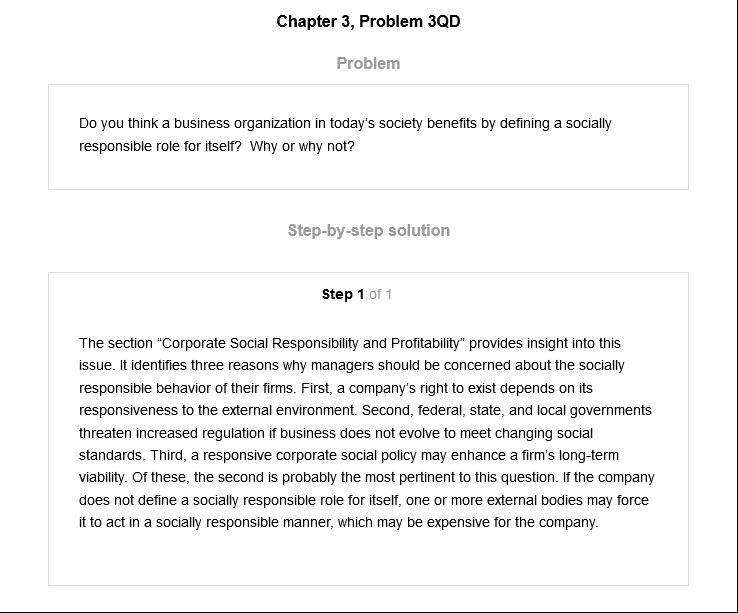 Chapter 3, Problem 3QD
Problem
Do you think a business organization in today's society benefits by defining a socially
responsible role for itself?  Why or why not?
Step-by-step solution
Step 1 of 1
The section “Corporate Social Responsibility and Profitability” provides insight into this
issue. It identifies three reasons why managers should be concerned about the socially
responsible behavior of their firms. First, a company's right to exist depends on its
responsiveness to the external environment. Second, federal, state, and local governments
threaten increased regulation if business does not evolve to meet changing social
standards. Third, a responsive corporate social policy may enhance a firm's long-term
viability. Of these, the second is probably the most pertinent to this question. If the company
does not define a socially responsible role for itself, one or more external bodies may force
it to act in a socially responsible manner, which may be expensive for the company.